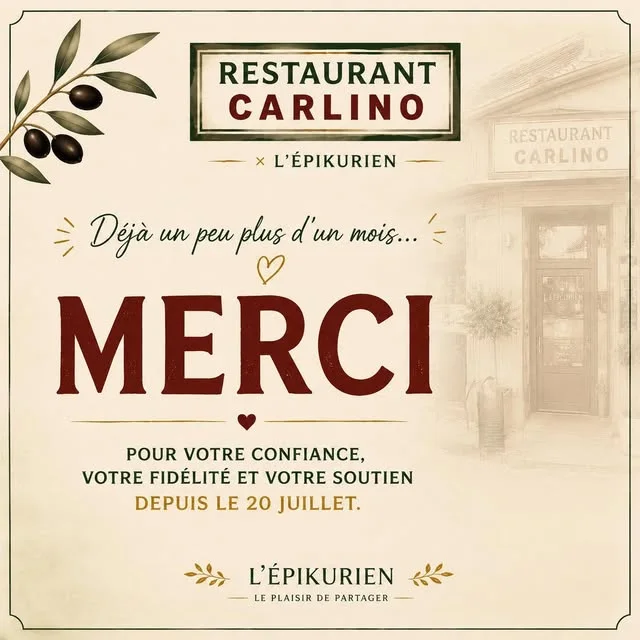 RESTAURANT
CARLINO
× L'ÉPIKURIEN
RESTAURANT
CARLINO
Déjà un peu plus d'un mois...
MERCI
POUR VOTRE CONFIANCE,
VOTRE FIDÉLITÉ ET VOTRE SOUTIEN
DEPUIS LE 20 JUILLET.
L'ÉPIKURIEN
LE PLAISIR DE PARTAGER